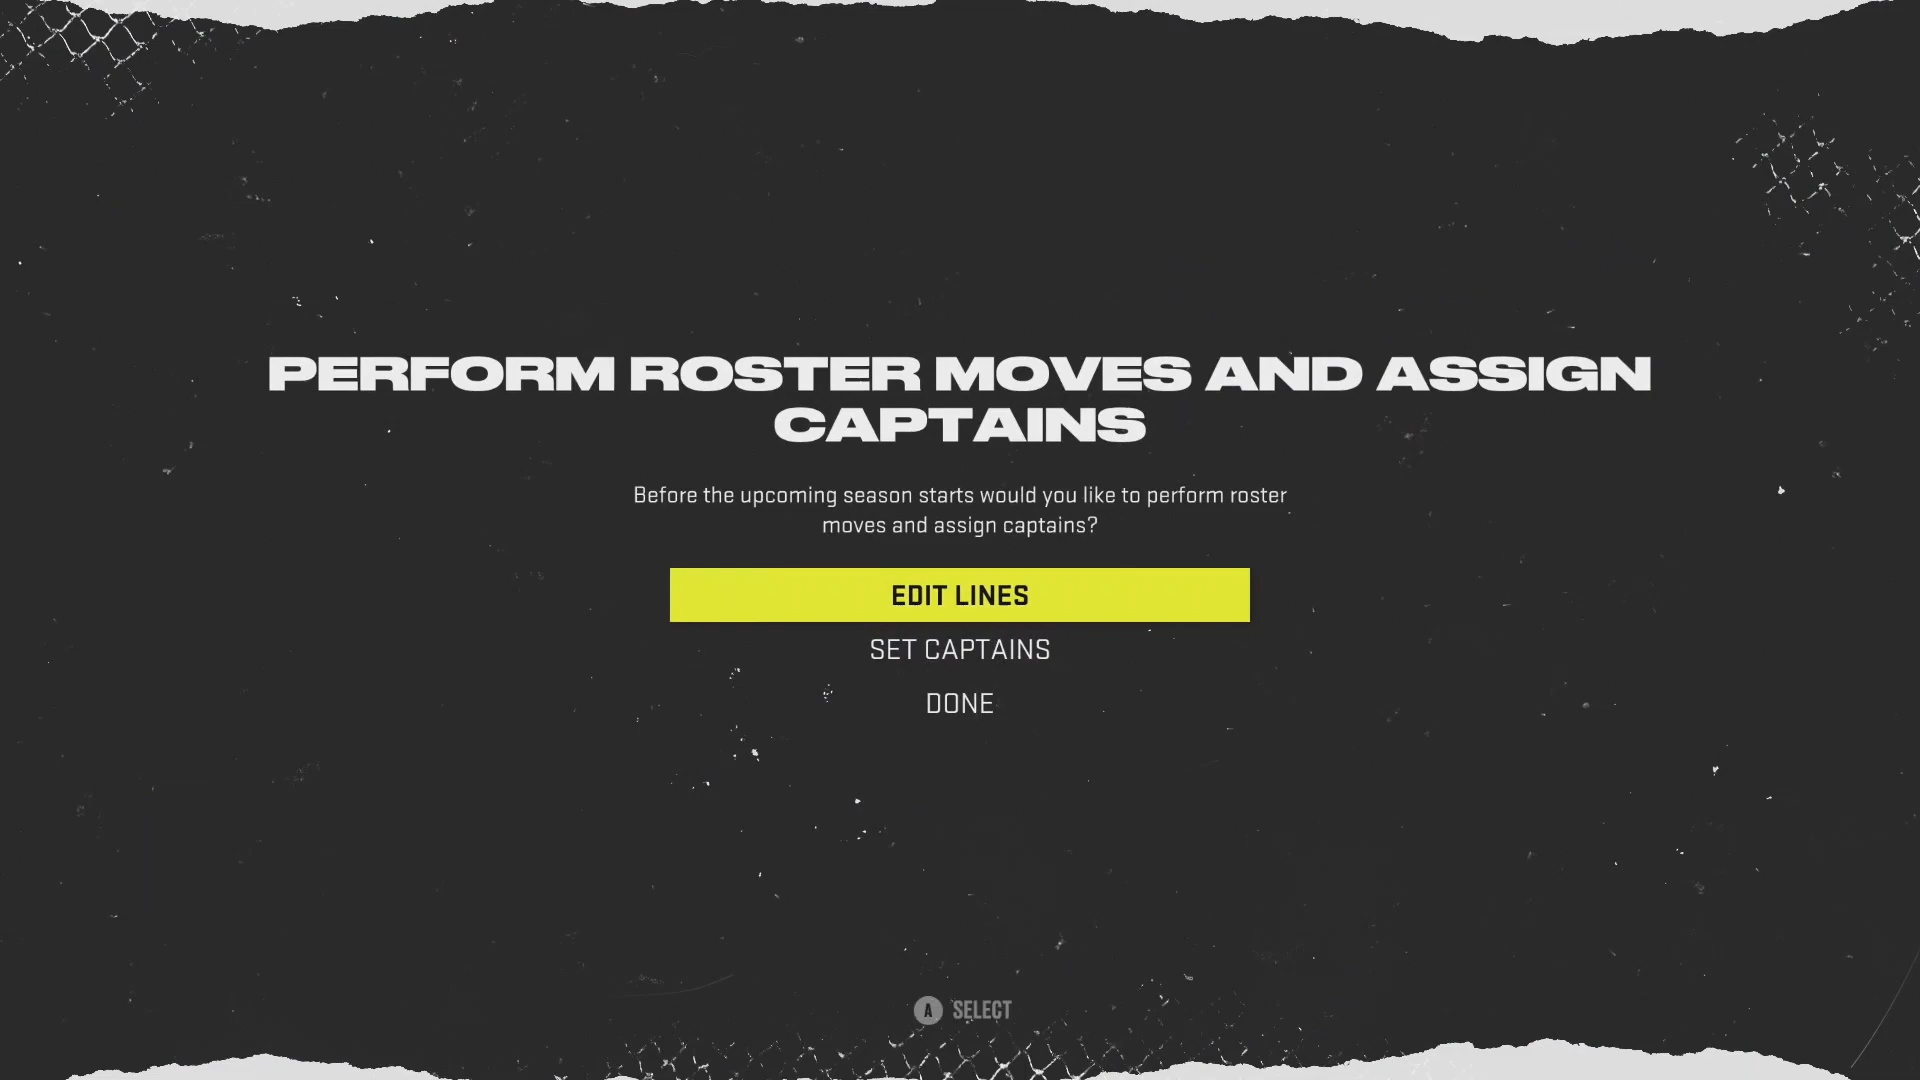 PERFORM ROSTER MOVES AND ASSIGN
CAPTAINS
Before the upcoming season starts would you like to perform roster
moves and assign captains?
EDIT LINES
SET CAPTAINS
DONE
A SELECT